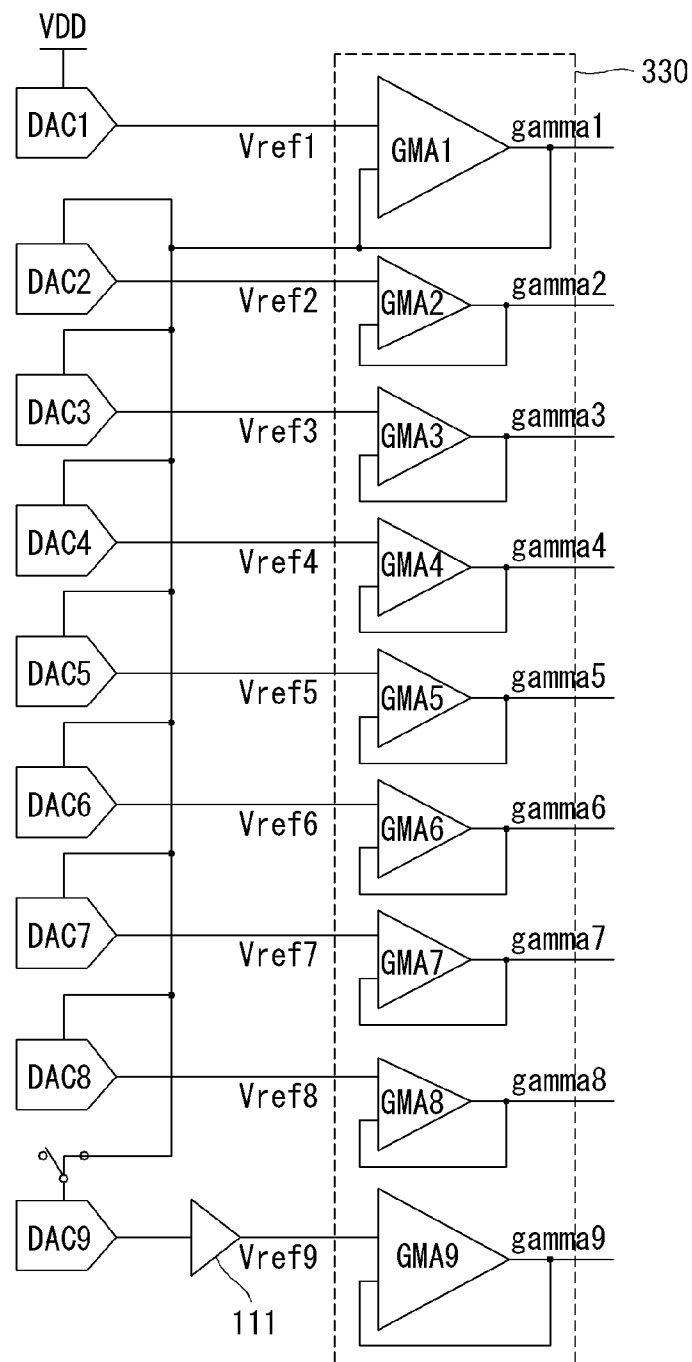 VDD
330
DAC1
Vref1
GMA1
gamma1
DAC2
Vref2
GMA2
gamma2
DAC3
Vref3
GMA3
gamma3
DAC4
Vref4
GMA4
gamma4
DAC5
Vref5
GMA5
gamma5
DAC6
Vref6
GMA6
gamma6
DAC7
Vref7
GMA7
gamma7
DAC8
Vref8
GMA8
gamma8
DAC9
Vref9
GMA9
gamma9
111